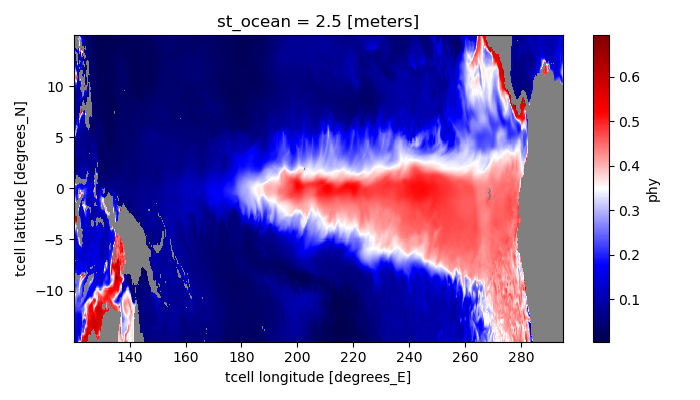 st_ocean = 2.5 [meters]
10
5
0
−5
−10
tcell latitude [degrees_N]
140 160 180 200 220 240 260 280
tcell longitude [degrees_E]
0.6
0.5
0.4
0.3
0.2
0.1
phy